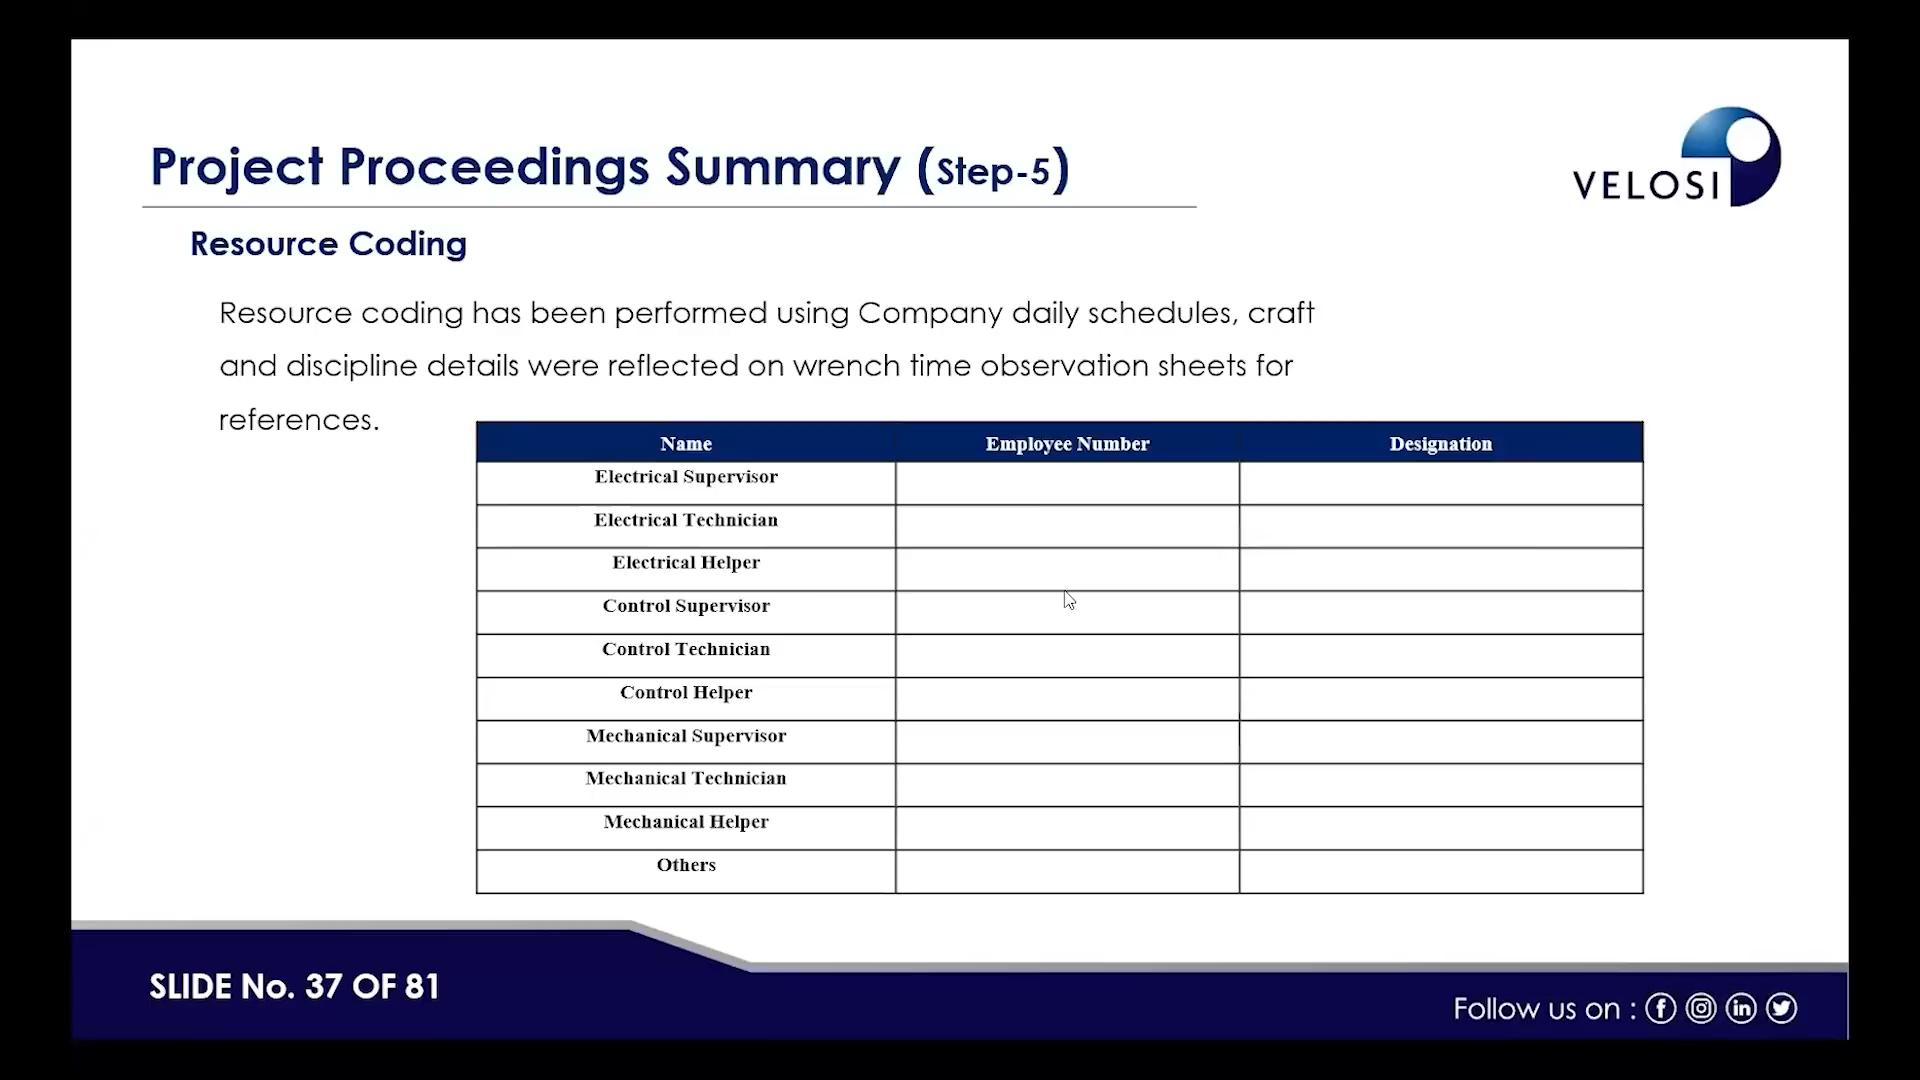 Project Proceedings Summary (Step-5)
VELOSI
Resource Coding
Resource coding has been performed using Company daily schedules, craft
and discipline details were reflected on wrench time observation sheets for
references.
Name Employee Number Designation
Electrical Supervisor
Electrical Technician
Electrical Helper
Control Supervisor
Control Technician
Control Helper
Mechanical Supervisor
Mechanical Technician
Mechanical Helper
Others
SLIDE No. 37 OF 81
Follow us on :